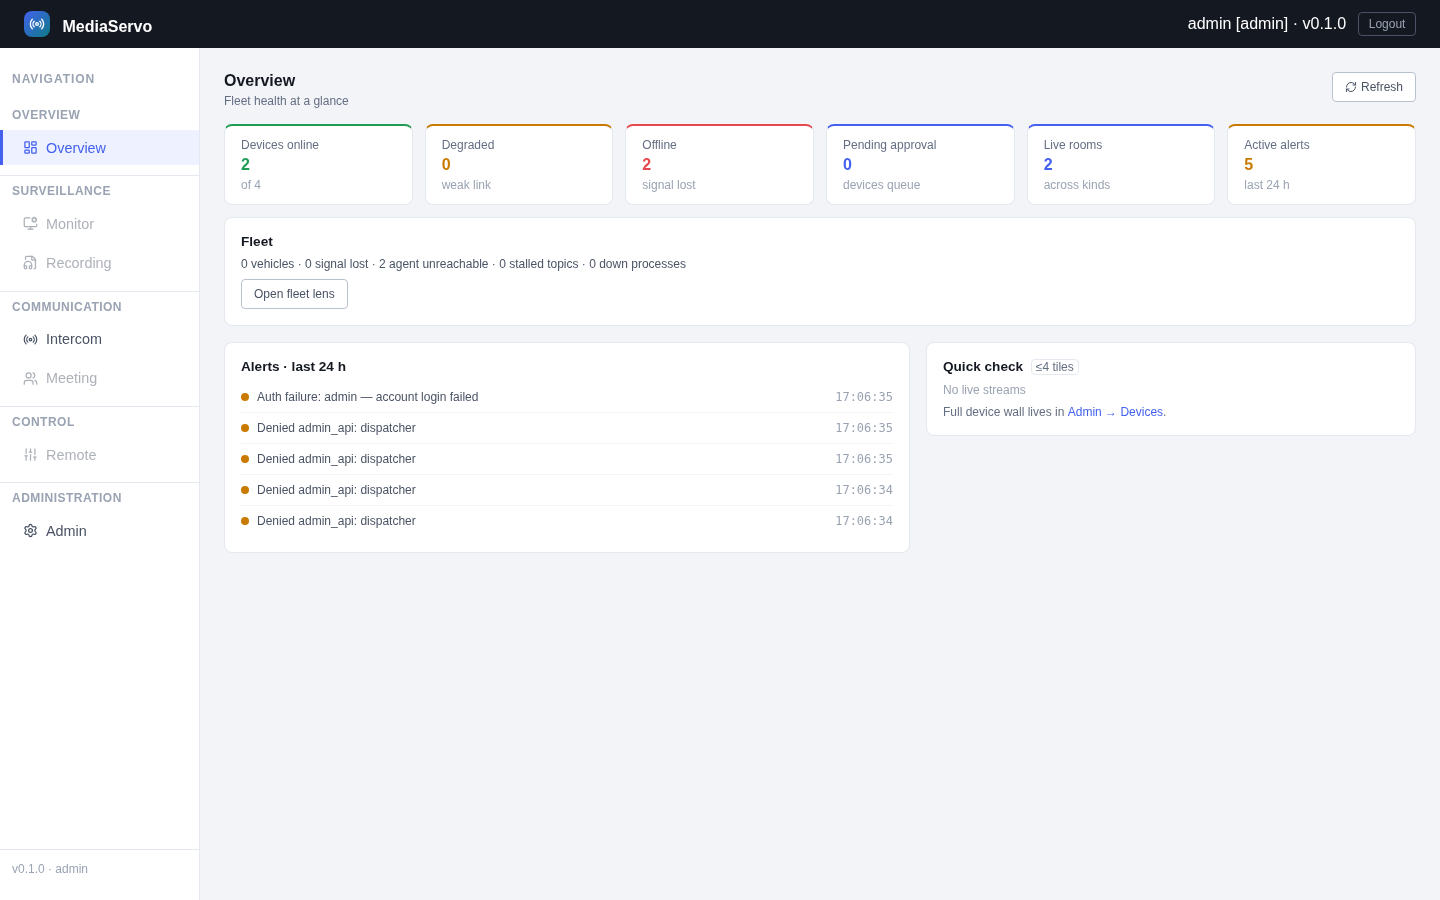 MediaServo
admin [admin] · v0.1.0
Logout
NAVIGATION
OVERVIEW
Overview
SURVEILLANCE
Monitor
Recording
COMMUNICATION
Intercom
Meeting
CONTROL
Remote
ADMINISTRATION
Admin
v0.1.0 · admin
Overview
Fleet health at a glance
Refresh
Devices online
2
of 4
Degraded
0
weak link
Offline
2
signal lost
Pending approval
0
devices queue
Live rooms
2
across kinds
Active alerts
5
last 24 h
Fleet
0 vehicles · 0 signal lost · 2 agent unreachable · 0 stalled topics · 0 down processes
Open fleet lens
Alerts · last 24 h
Auth failure: admin — account login failed 17:06:35
Denied admin_api: dispatcher 17:06:35
Denied admin_api: dispatcher 17:06:35
Denied admin_api: dispatcher 17:06:34
Denied admin_api: dispatcher 17:06:34
Quick check ≤4 tiles
No live streams
Full device wall lives in Admin → Devices.